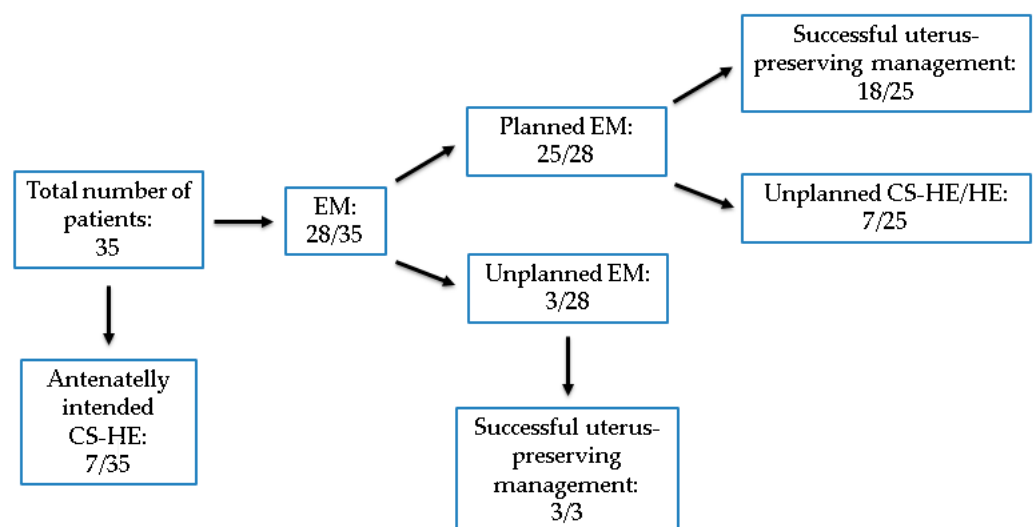 Total number of
patients:
35
Antenatelly
intended
CS-HE:
7/35
EM:
28/35
Planned EM:
25/28
Unplanned EM:
3/28
Successful uterus-
preserving management:
18/25
Unplanned CS-HE/HE:
7/25
Successful uterus-
preserving
management:
3/3